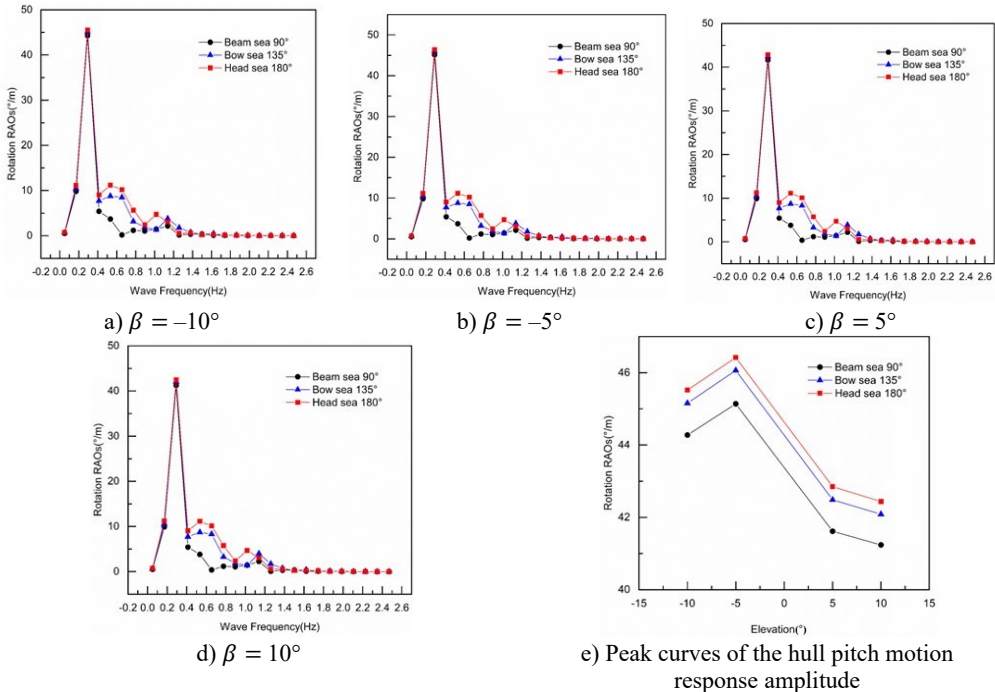 50
40
30
20
10
0
Rotation RAOs(°/m)
Beam sea 90°
Bow sea 135°
Head sea 180°
-0.2 0.0 0.2 0.4 0.6 0.8 1.0 1.2 1.4 1.6 1.8 2.0 2.2 2.4 2.6
Wave Frequency(Hz)
a) β = –10°
50
40
30
20
10
0
Rotation RAOs(°/m)
Beam sea 90°
Bow sea 135°
Head sea 180°
-0.2 0.0 0.2 0.4 0.6 0.8 1.0 1.2 1.4 1.6 1.8 2.0 2.2 2.4 2.6
Wave Frequency(Hz)
b) β = –5°
50
40
30
20
10
0
Rotation RAOs(°/m)
Beam sea 90°
Bow sea 135°
Head sea 180°
-0.2 0.0 0.2 0.4 0.6 0.8 1.0 1.2 1.4 1.6 1.8 2.0 2.2 2.4 2.6
Wave Frequency(Hz)
c) β = 5°
50
40
30
20
10
0
Rotation RAOs(°/m)
Beam sea 90°
Bow sea 135°
Head sea 180°
-0.2 0.0 0.2 0.4 0.6 0.8 1.0 1.2 1.4 1.6 1.8 2.0 2.2 2.4 2.6
Wave Frequency(Hz)
d) β = 10°
46
44
42
40
Rotation RAOs(°/m)
Beam sea 90°
Bow sea 135°
Head sea 180°
-15 -10 -5 0 5 10 15
Elevation(°)
e) Peak curves of the hull pitch motion
response amplitude